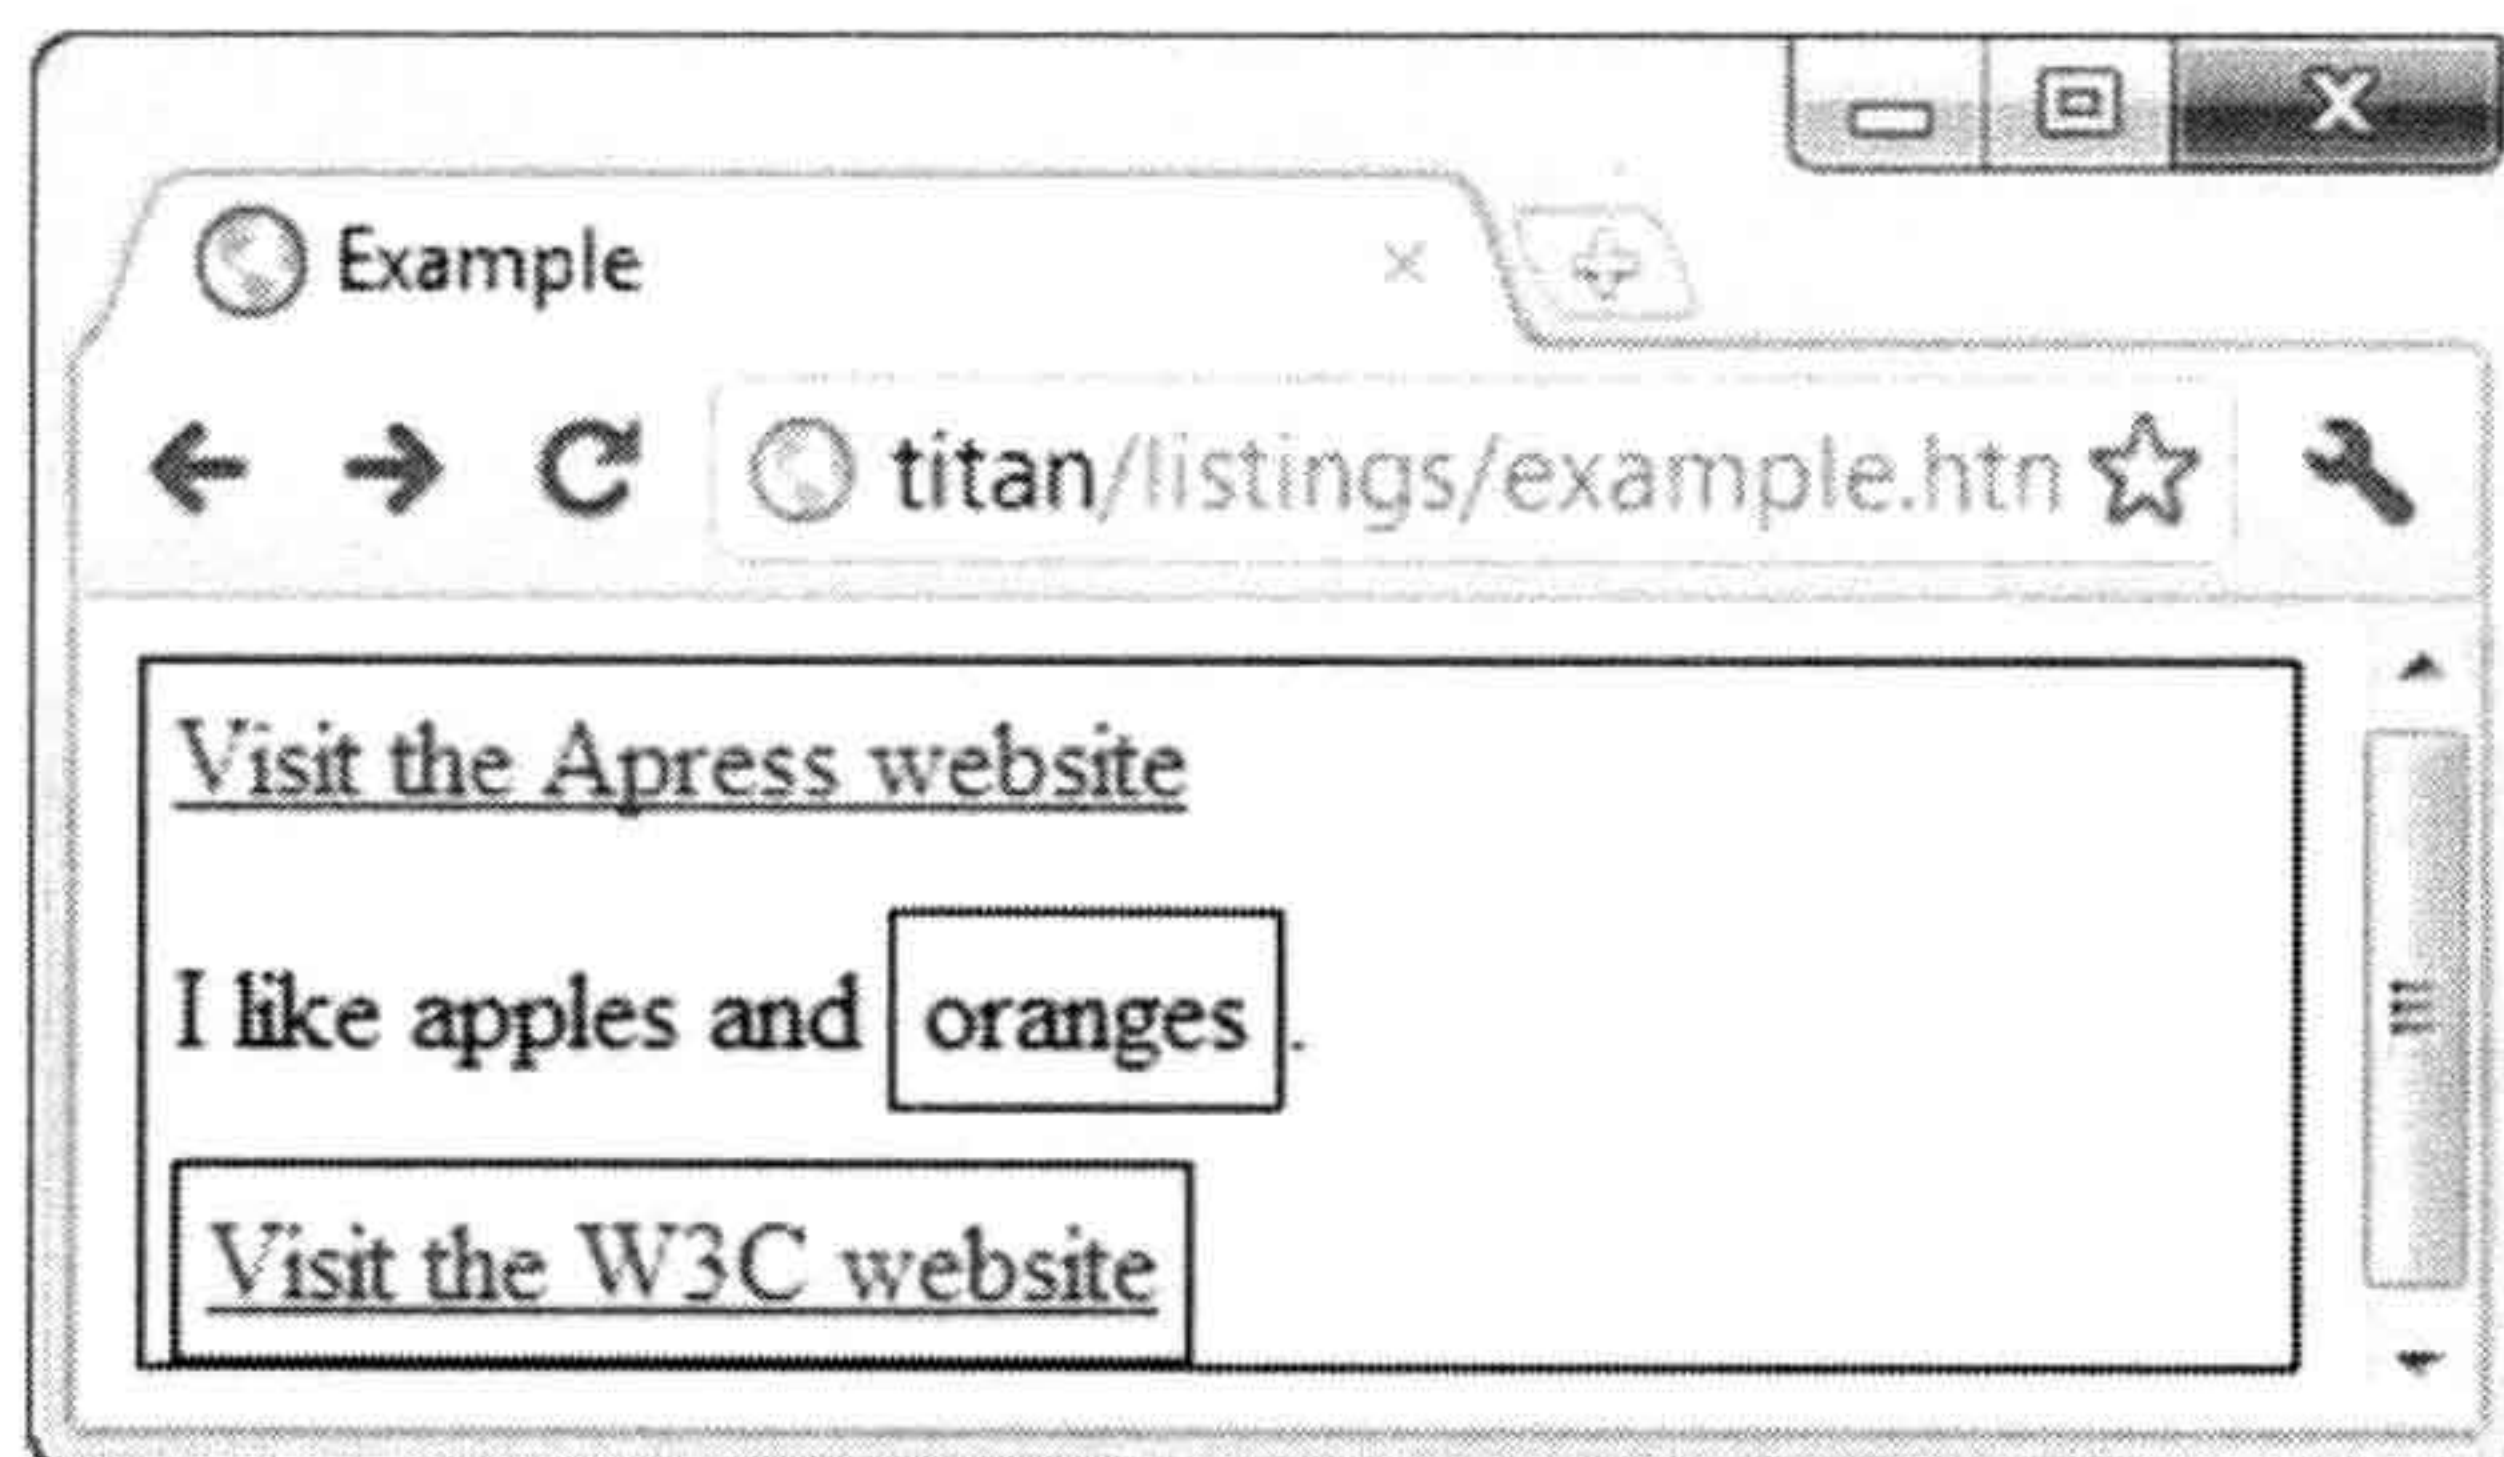 Example
titan/listings/example.htn
Visit the Apress website
I like apples and oranges.
Visit the W3C website